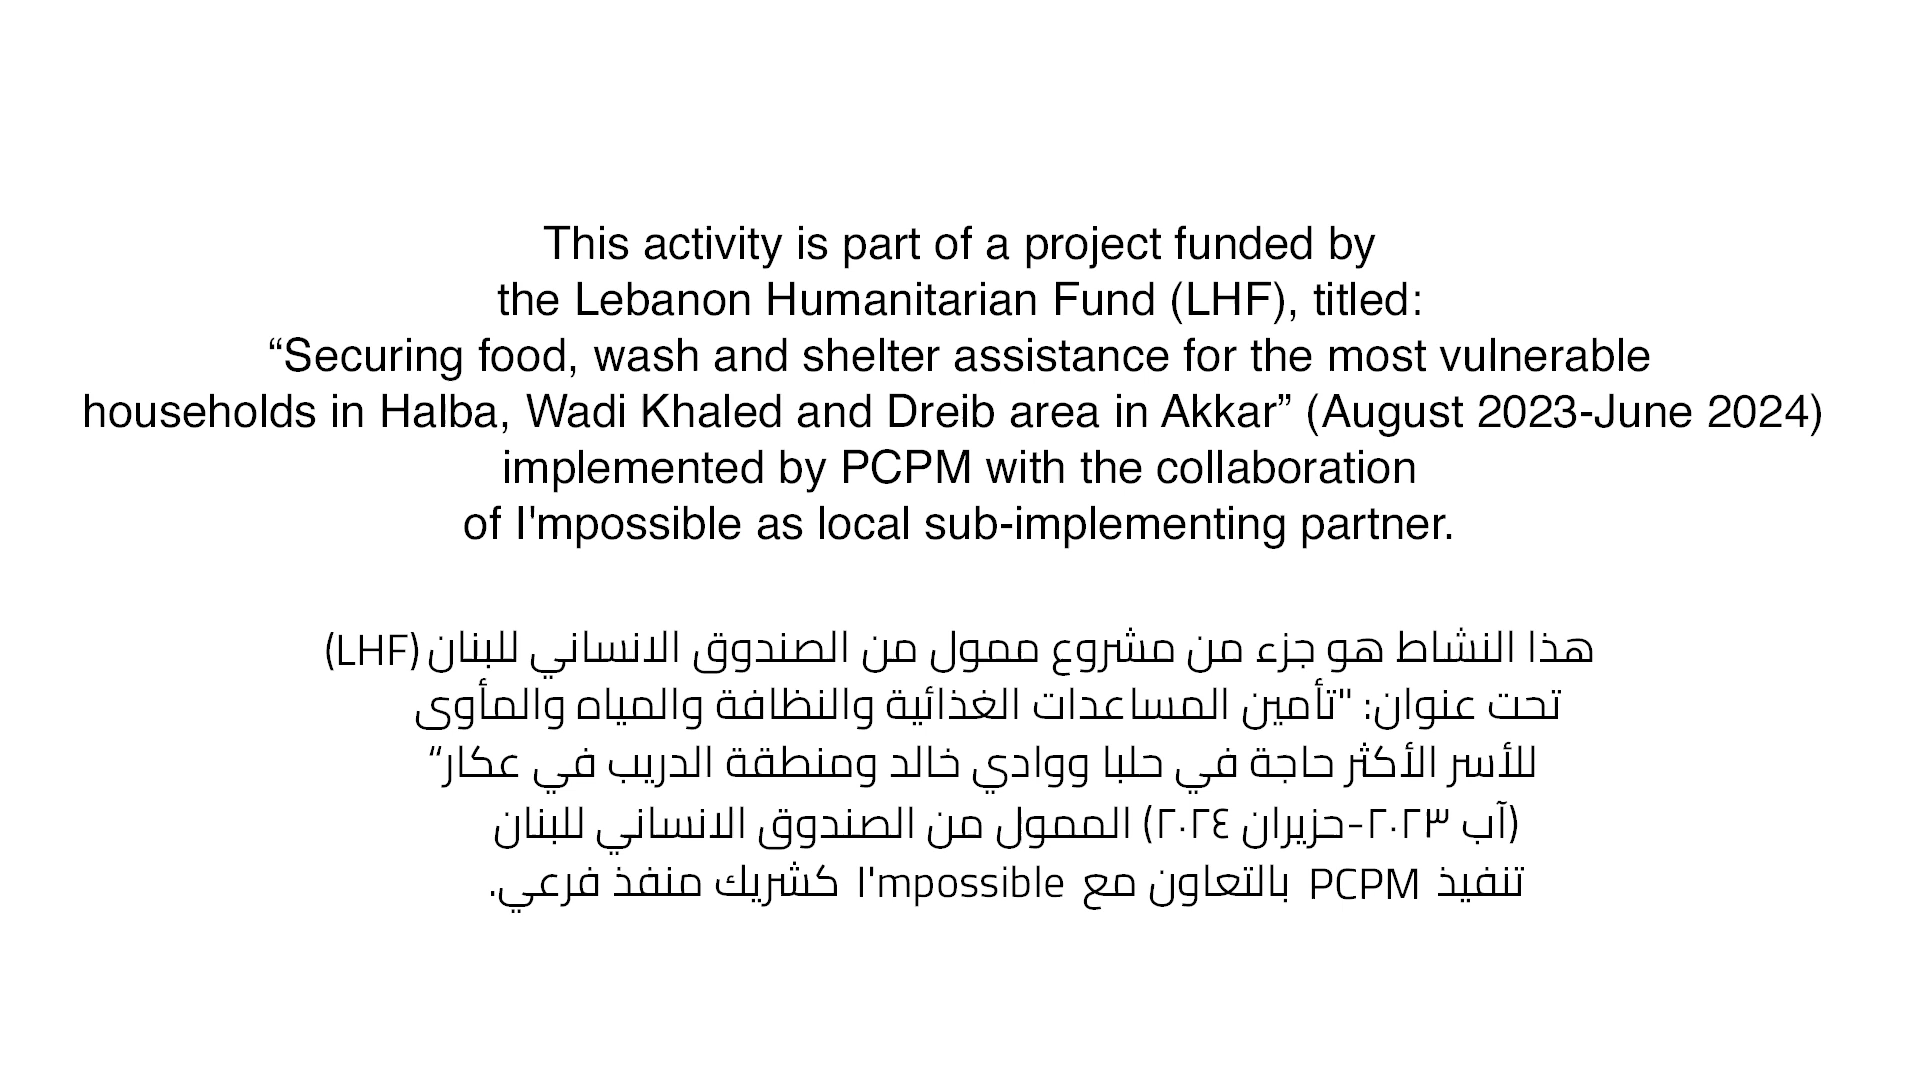 This activity is part of a project funded by
the Lebanon Humanitarian Fund (LHF), titled:
“Securing food, wash and shelter assistance for the most vulnerable
households in Halba, Wadi Khaled and Dreib area in Akkar” (August 2023-June 2024)
implemented by PCPM with the collaboration
of I'mpossible as local sub-implementing partner.
هذا النشاط هو جزء من مشروع ممول من الصندوق الانساني للبنان (LHF)
تحت عنوان: "تأمين المساعدات الغذائية والنظافة والمياه والمأوى
للأسر الأكثر حاجة في حلبا ووادي خالد ومنطقة الدريب في عكار“
(آب ٢٠٢٣-حزيران ٢٠٢٤) الممول من الصندوق الانساني للبنان
تنفيذ PCPM بالتعاون مع I'mpossible كشريك منفذ فرعي.